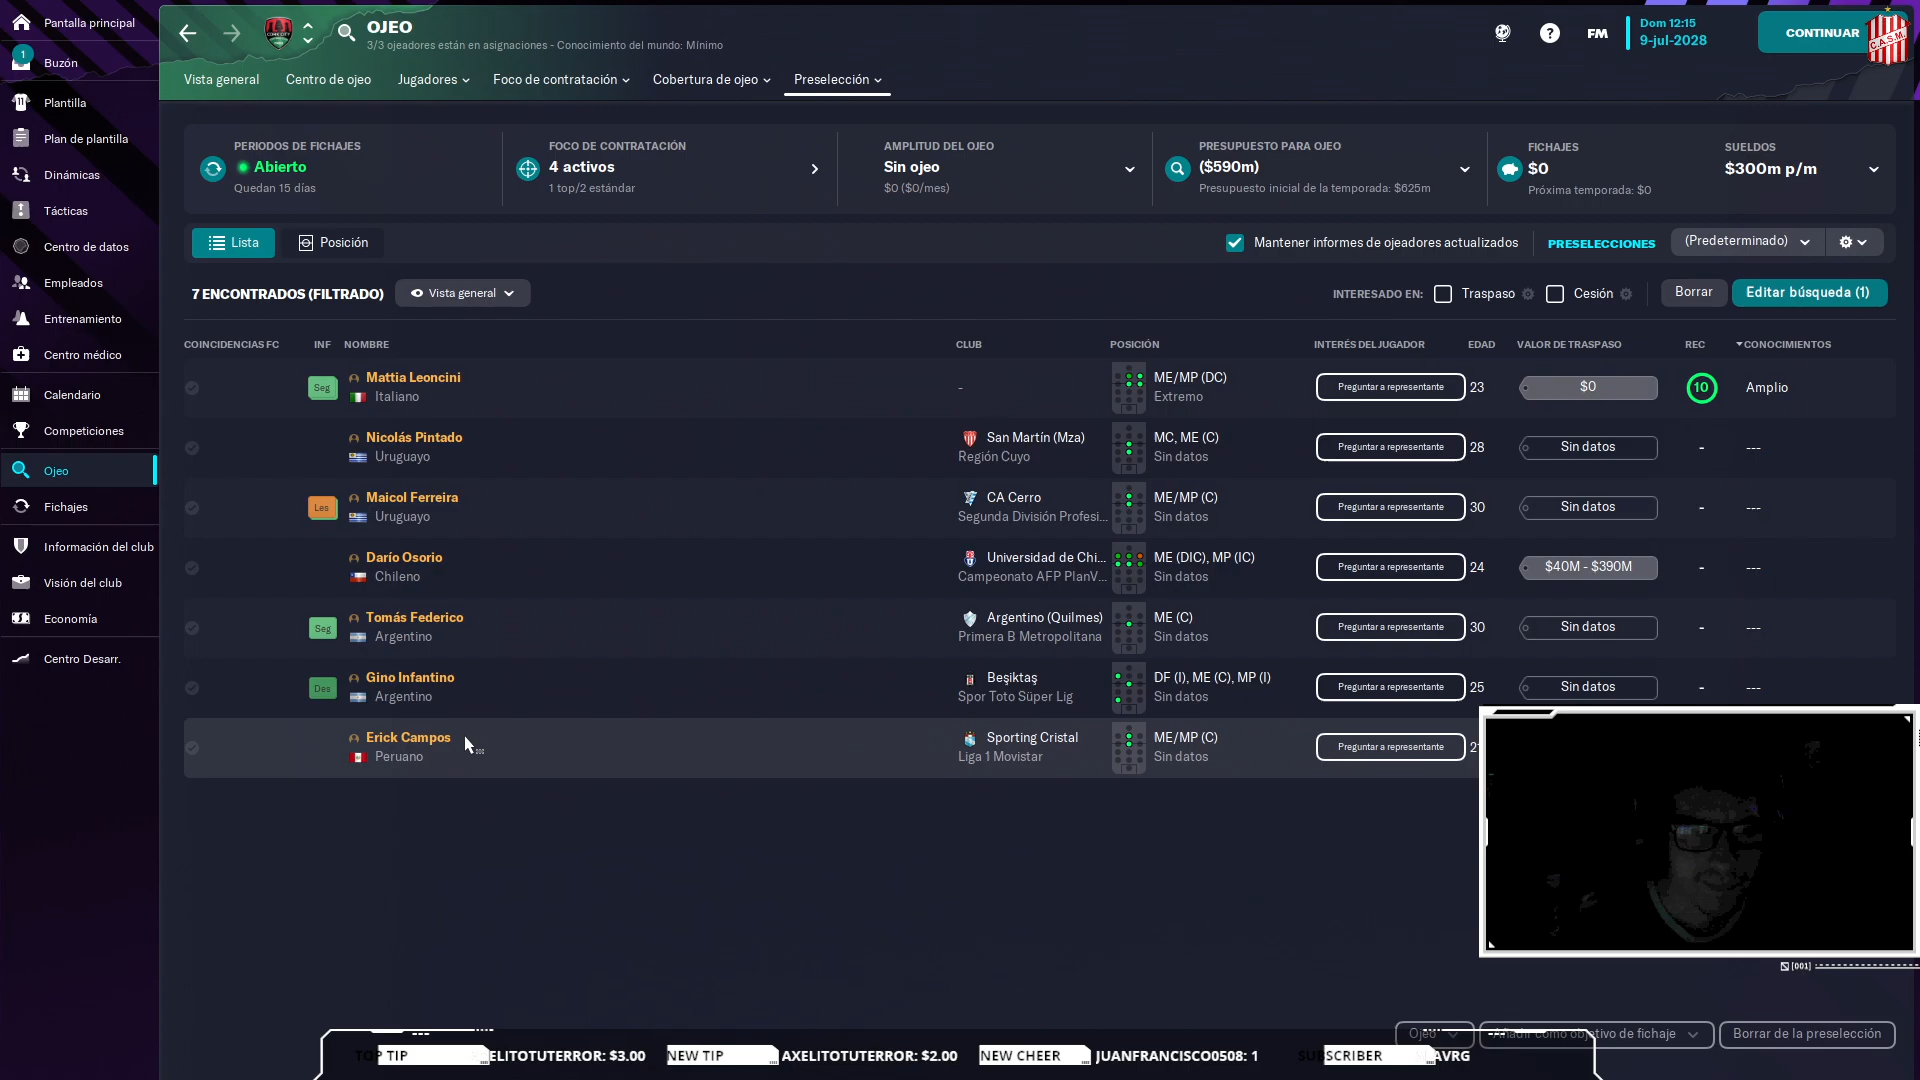 Pantalla principal
1
Buzón
Plantilla
Plan de plantilla
Dinámicas
Tácticas
Centro de datos
Empleados
Entrenamiento
Centro médico
Calendario
Competiciones
Ojeo
Fichajes
Información del club
Visión del club
Economía
Centro Desarr.
OJEO
3/3 ojeadores están en asignaciones - Conocimiento del mundo: Mínimo
FM
Dom 12:15
9-jul-2028
CONTINUAR
C.A.S.M.
Vista general
Centro de ojeo
Jugadores
Foco de contratación
Cobertura de ojeo
Preselección
PERIODOS DE FICHAJES
Abierto
Quedan 15 días
FOCO DE CONTRATACIÓN
4 activos
1 top/2 estándar
AMPLITUD DEL OJEO
Sin ojeo
$0 ($0/mes)
PRESUPUESTO PARA OJEO
($590m)
Presupuesto inicial de la temporada: $625m
FICHAJES
$0
Próxima temporada: $0
SUELDOS
$300m p/m
Lista
Posición
Mantener informes de ojeadores actualizados
PRESELECCIONES
(Predeterminado)
7 ENCONTRADOS (FILTRADO)
Vista general
INTERESADO EN:
Traspaso
Cesión
Borrar
Editar búsqueda (1)
COINCIDENCIAS FC INF NOMBRE CLUB POSICIÓN INTERÉS DEL JUGADOR EDAD VALOR DE TRASPASO REC CONOCIMIENTOS
Seg Mattia Leoncini - ME/MP (DC) Preguntar a representante 23 $0 10 Amplio
Italiano Extremo
Nicolás Pintado San Martín (Mza) MC, ME (C) Preguntar a representante 28 Sin datos - ---
Uruguayo Región Cuyo Sin datos
Les Maicol Ferreira CA Cerro ME/MP (C) Preguntar a representante 30 Sin datos - ---
Uruguayo Segunda División Profesi... Sin datos
Darío Osorio Universidad de Chi... ME (DIC), MP (IC) Preguntar a representante 24 $40M - $390M - ---
Chileno Campeonato AFP PlanV... Sin datos
Seg Tomás Federico Argentino (Quilmes) ME (C) Preguntar a representante 30 Sin datos - ---
Argentino Primera B Metropolitana Sin datos
Des Gino Infantino Beşiktaş DF (I), ME (C), MP (I) Preguntar a representante 25 Sin datos - ---
Argentino Spor Toto Süper Lig Sin datos
Erick Campos Sporting Cristal ME/MP (C) Preguntar a representante
Peruano Liga 1 Movistar Sin datos
[001]
Ojeo
Añadir como objetivo de fichaje
Borrar de la preselección
TOP TIP ELITOTUTERROR: $3.00 NEW TIP AXELITOTUTERROR: $2.00 NEW CHEER JUANFRANCISCO0508: 1 SUBSCRIBER AVRG